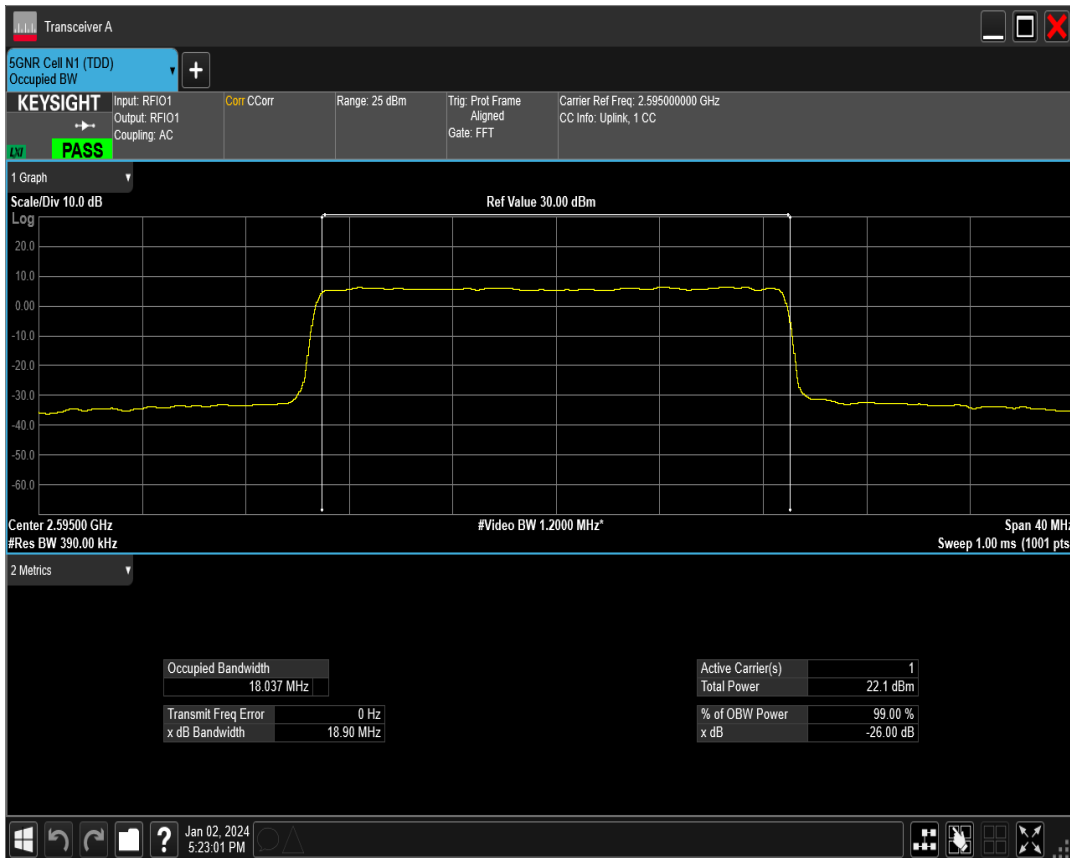 Transceiver A
5GNR Cell N1 (TDD)
Occupied BW
+
KEYSIGHT
LXI
PASS
Input: RFIO1
Output: RFIO1
Coupling: AC
Corr CCorr
Range: 25 dBm
Trig: Prot Frame
Aligned
Gate: FFT
Carrier Ref Freq: 2.595000000 GHz
CC Info: Uplink, 1 CC
1 Graph
Scale/Div 10.0 dB
Ref Value 30.00 dBm
Log
20.0
10.0
0.00
-10.0
-20.0
-30.0
-40.0
-50.0
-60.0
Center 2.59500 GHz
#Video BW 1.2000 MHz*
Span 40 MHz
#Res BW 390.00 kHz
Sweep 1.00 ms (1001 pts
2 Metrics
Occupied Bandwidth
18.037 MHz
Transmit Freq Error 0 Hz
x dB Bandwidth 18.90 MHz
Active Carrier(s) 1
Total Power 22.1 dBm
% of OBW Power 99.00 %
x dB -26.00 dB
?
Jan 02, 2024
5:23:01 PM